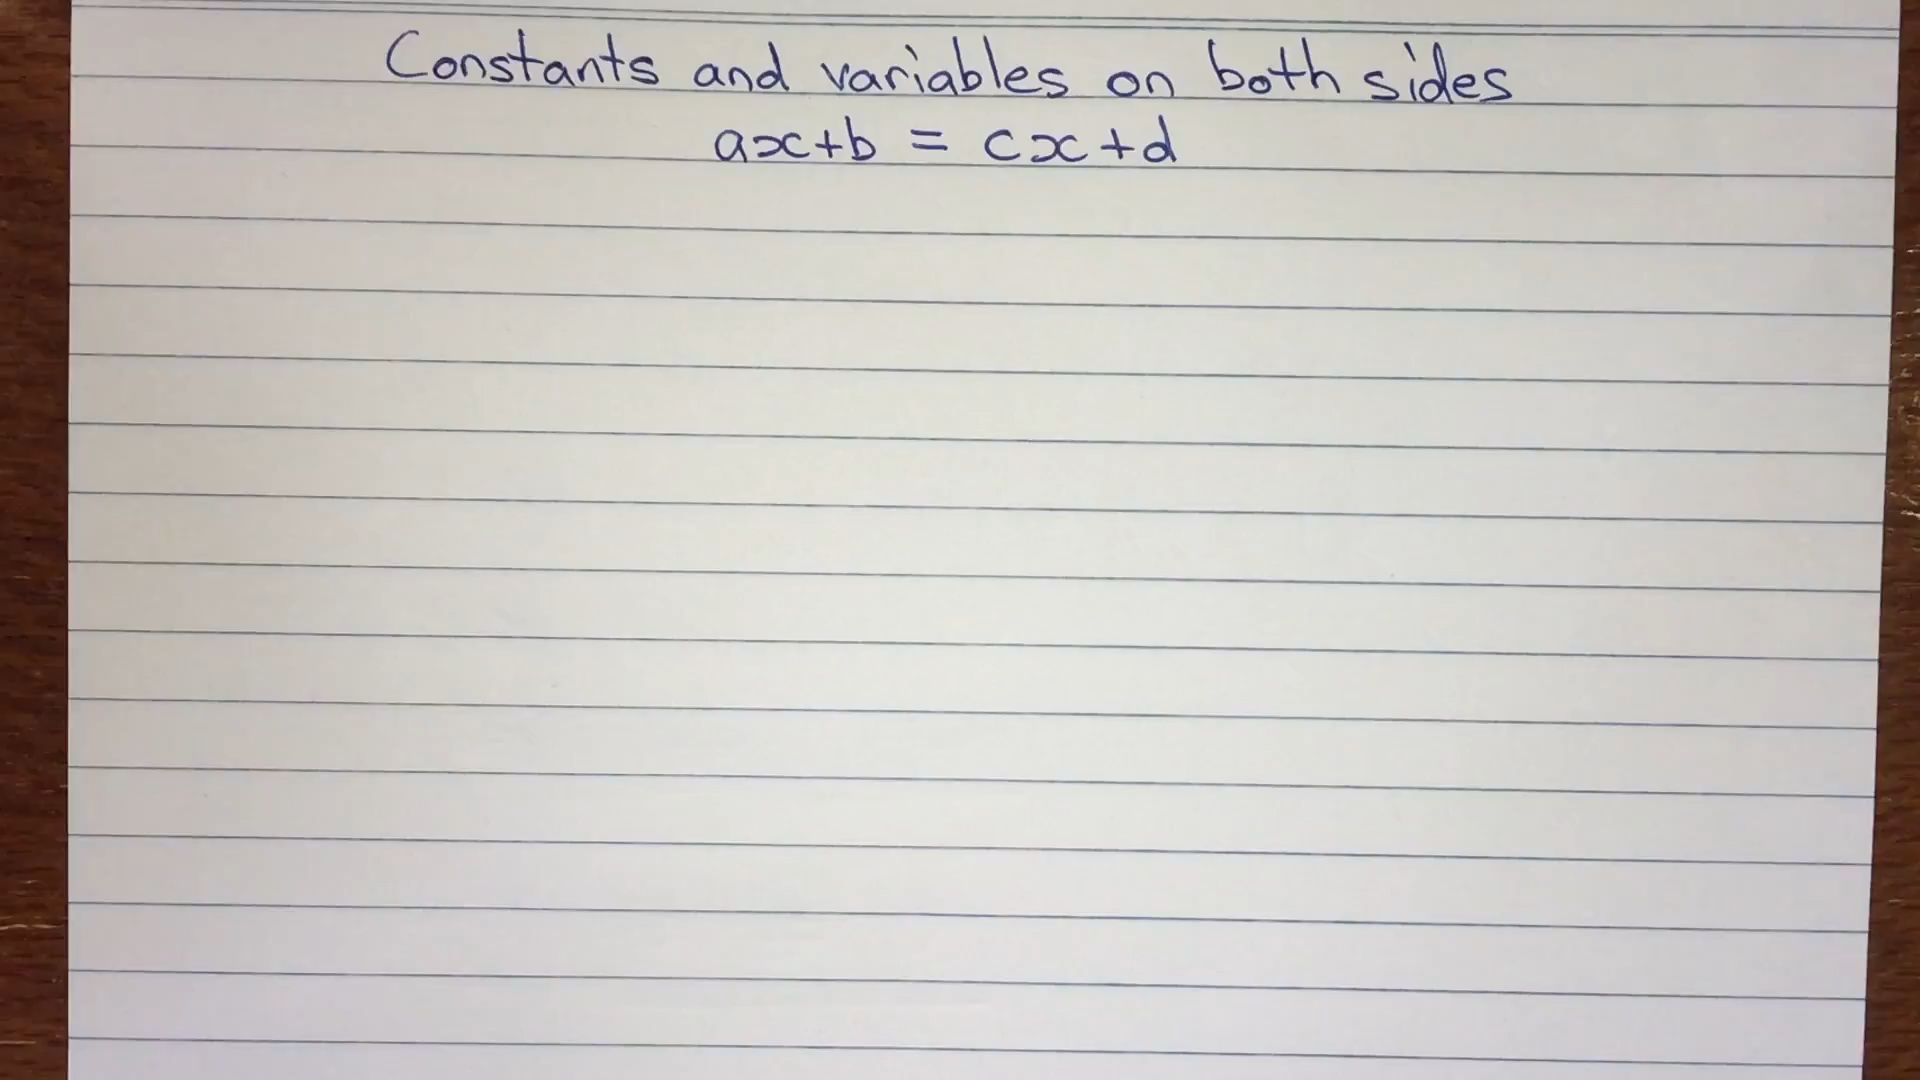 Constants and variables on both sides
ax+b = cx+d